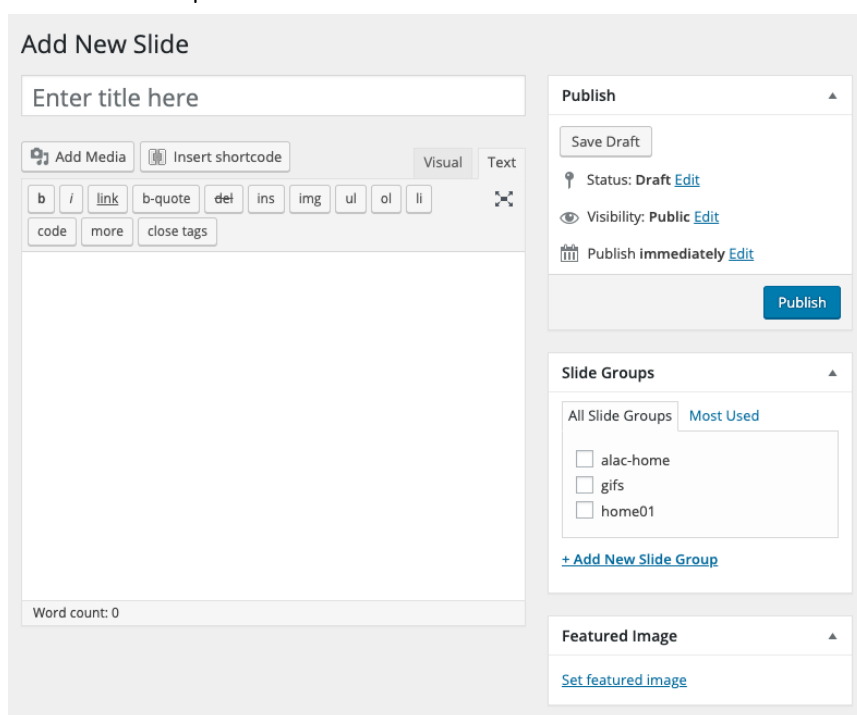 Add New Slide
Enter title here
Add Media Insert shortcode Visual Text
b i link b-quote del ins img ul ol li
code more close tags
Word count: 0
Publish
Save Draft
Status: Draft Edit
Visibility: Public Edit
Publish immediately Edit
Publish
Slide Groups
All Slide Groups Most Used
alac-home
gifs
home01
+ Add New Slide Group
Featured Image
Set featured image